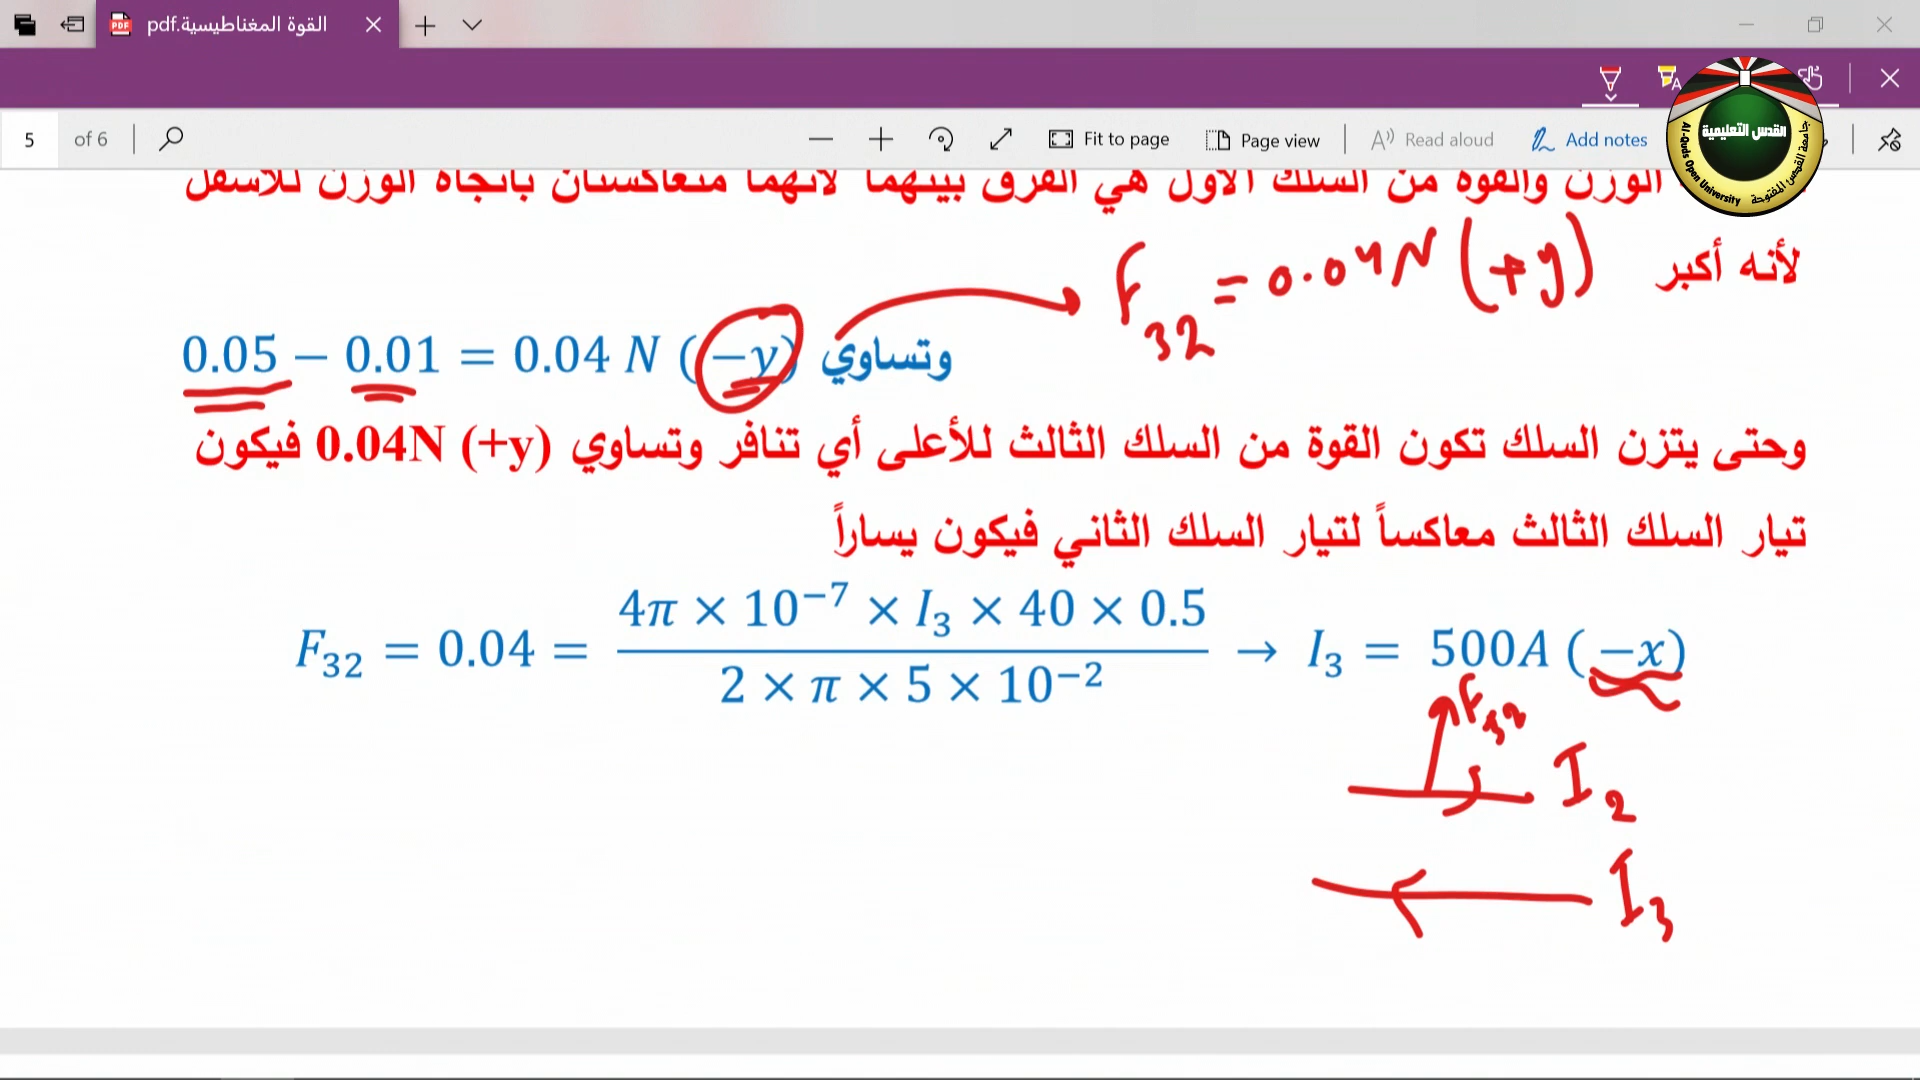 القوة المغناطيسية.pdf
5 of 6
Fit to page
Page view
Read aloud
Add notes
القدس التعليمية
جامعة القدس المفتوحة
Al-Quds Open University
الوزن والقوة من السلك الأول هي الفرق بينهما لأنهما متعاكستان باتجاه الوزن للأسفل
لأنه أكبر
F32 = 0.04N (+y)
وتساوي 0.05 − 0.01 = 0.04 N (−y)
وحتى يتزن السلك تكون القوة من السلك الثالث للأعلى أي تنافر وتساوي 0.04N (+y) فيكون
تيار السلك الثالث معاكساً لتيار السلك الثاني فيكون يساراً
F₃₂ = 0.04 = (4π × 10⁻⁷ × I₃ × 40 × 0.5) / (2 × π × 5 × 10⁻²) → I₃ = 500A (−x)
F32
I2
I3